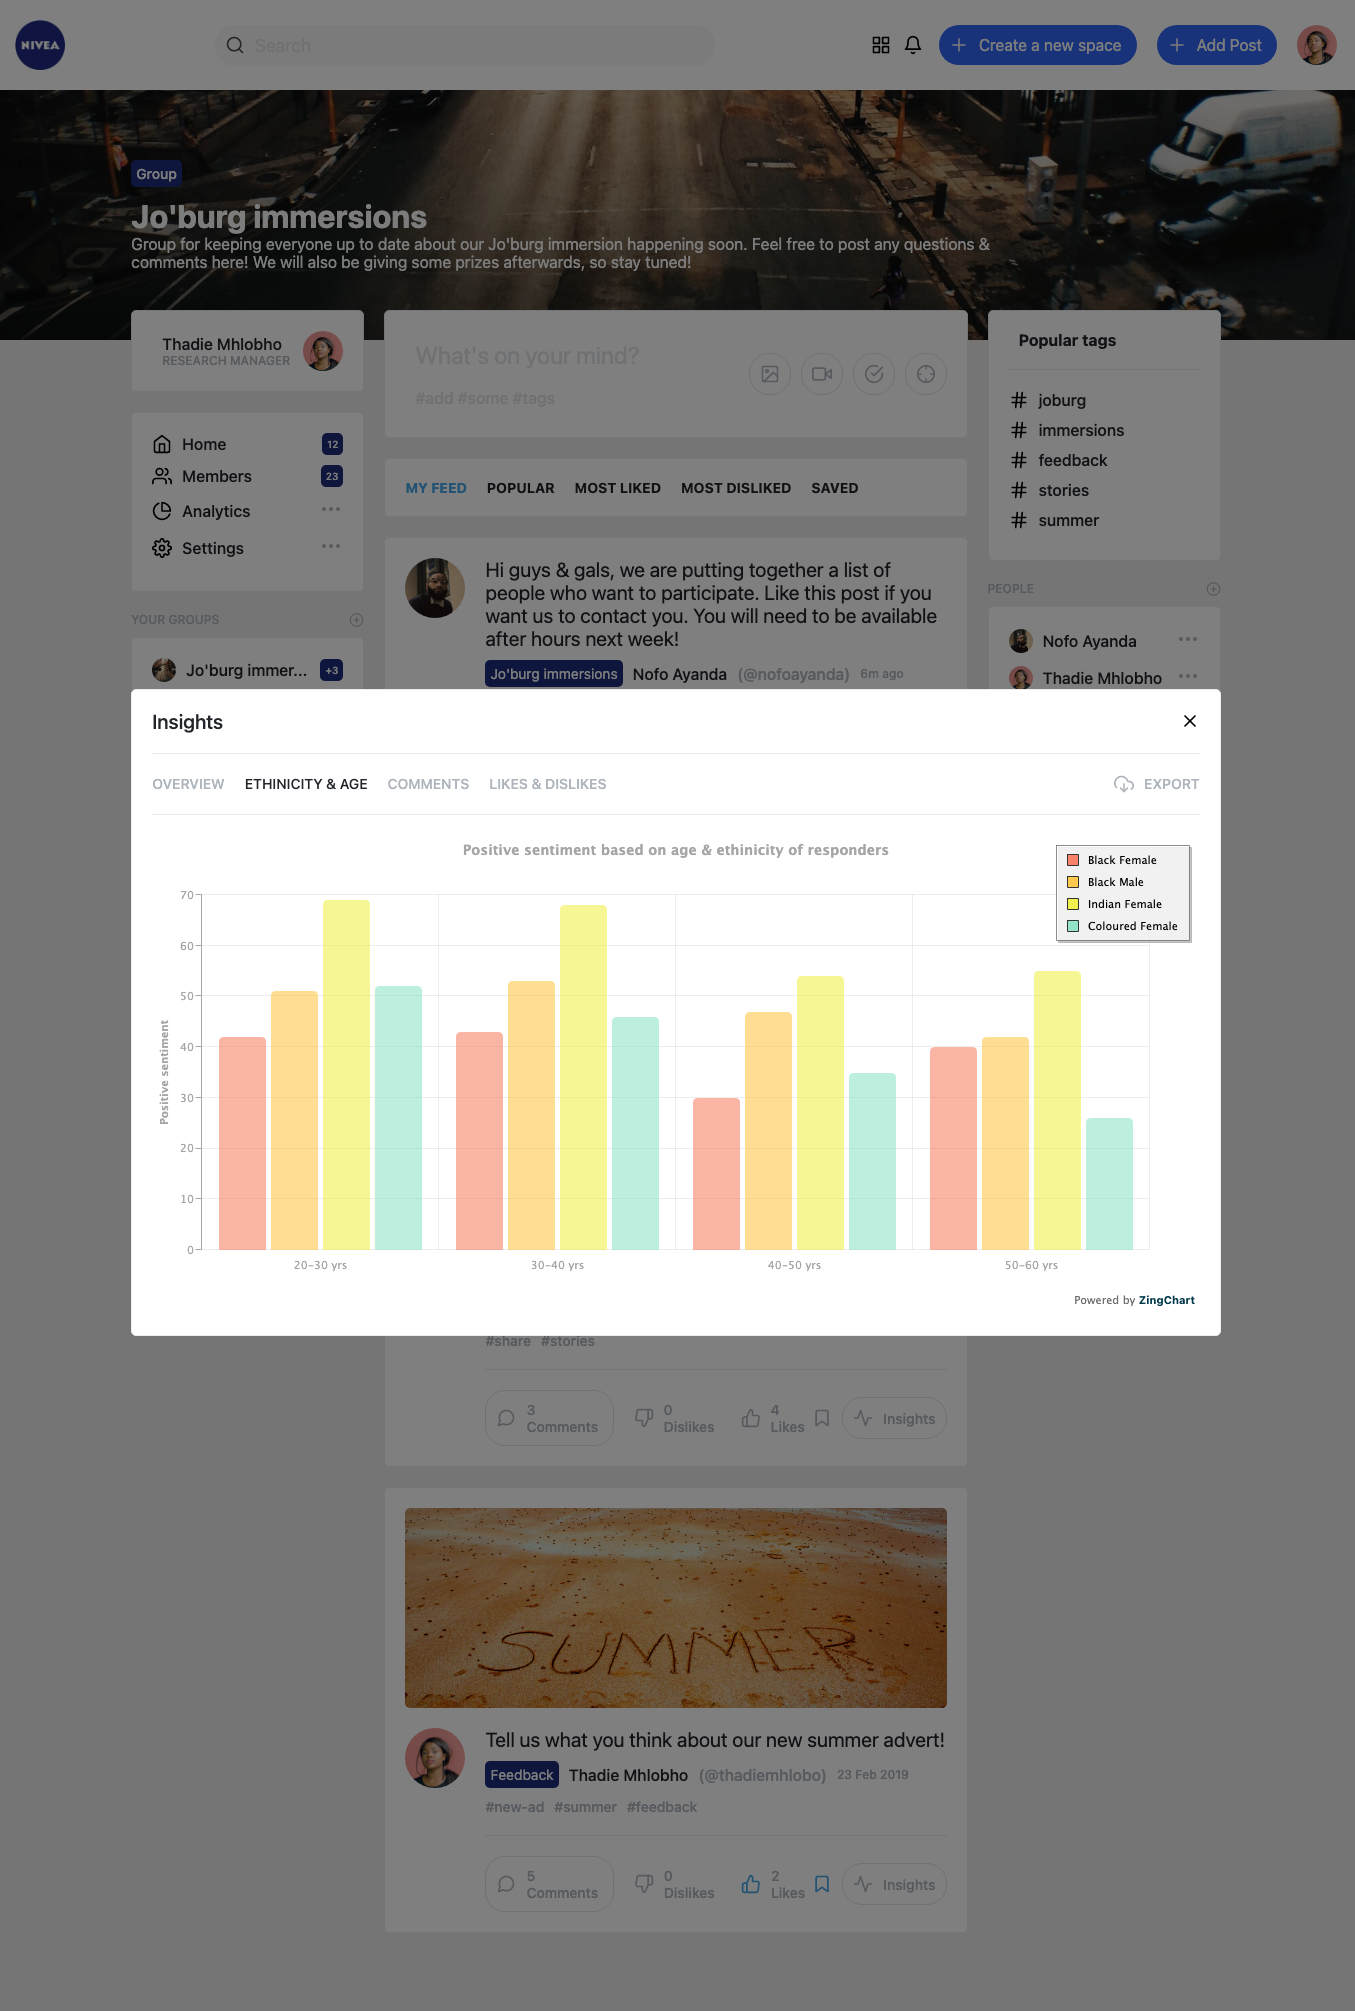 NIVEA
Search
Create a new space
Add Post
Group
Jo'burg immersions
Group for keeping everyone up to date about our Jo'burg immersion happening soon. Feel free to post any questions &
comments here! We will also be giving some prizes afterwards, so stay tuned!
Thadie Mhlobho
RESEARCH MANAGER
What's on your mind?
#add #some #tags
Popular tags
# joburg
# immersions
# feedback
# stories
# summer
Home 12
Members 23
Analytics
Settings
MY FEED POPULAR MOST LIKED MOST DISLIKED SAVED
Hi guys & gals, we are putting together a list of
people who want to participate. Like this post if you
want us to contact you. You will need to be available
after hours next week!
Jo'burg immersions Nofo Ayanda (@nofoayanda) 6m ago
YOUR GROUPS
Jo'burg immer... +3
PEOPLE
Nofo Ayanda
Thadie Mhlobho
Insights
OVERVIEW ETHINICITY & AGE COMMENTS LIKES & DISLIKES EXPORT
Positive sentiment based on age & ethinicity of responders
Black Female
Black Male
Indian Female
Coloured Female
Positive sentiment
70
60
50
40
30
20
10
0
20-30 yrs 30-40 yrs 40-50 yrs 50-60 yrs
Powered by ZingChart
#share #stories
3 Comments
0 Dislikes
4 Likes
Insights
SUMMER
Tell us what you think about our new summer advert!
Feedback Thadie Mhlobho (@thadiemhlobo) 23 Feb 2019
#new-ad #summer #feedback
5 Comments
0 Dislikes
2 Likes
Insights